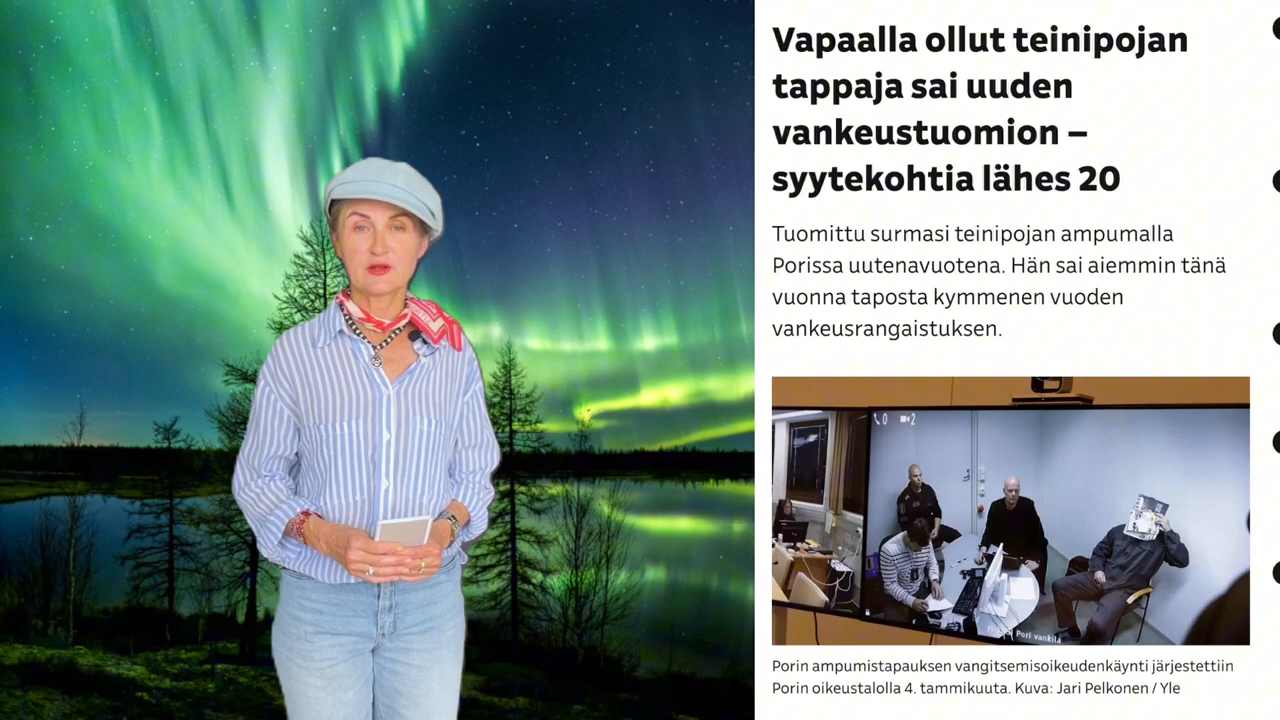 Vapaalla ollut teinipojan
tappaja sai uuden
vankeustuomion –
syytekohtia lähes 20
Tuomittu surmasi teinipojan ampumalla
Porissa uutenavuotena. Hän sai aiemmin tänä
vuonna taposta kymmenen vuoden
vankeusrangaistuksen.
0 2
Pori vankila
Porin ampumistapauksen vangitsemisoikeudenkäynti järjestettiin
Porin oikeustalolla 4. tammikuuta. Kuva: Jari Pelkonen / Yle